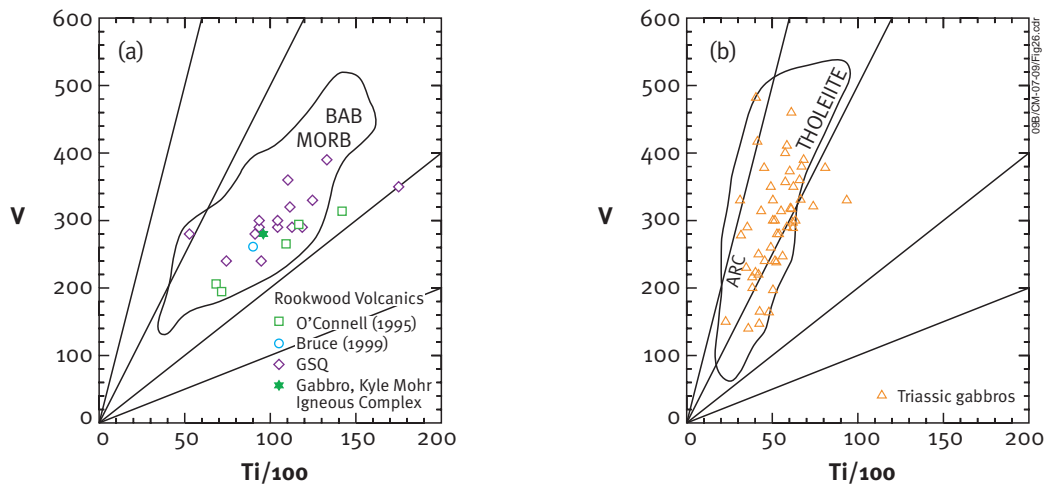 (a)
600
500
400
300
200
100
0
V
0
50
100
150
200
Ti/100
BAB
MORB
Rookwood Volcanics
O'Connell (1995)
Bruce (1999)
GSQ
Gabbro, Kyle Mohr
Igneous Complex
(b)
600
500
400
300
200
100
0
V
0
50
100
150
200
Ti/100
ARC
THOLEIITE
Triassic gabbros
09B/CM-07-09/Fig26.cdr